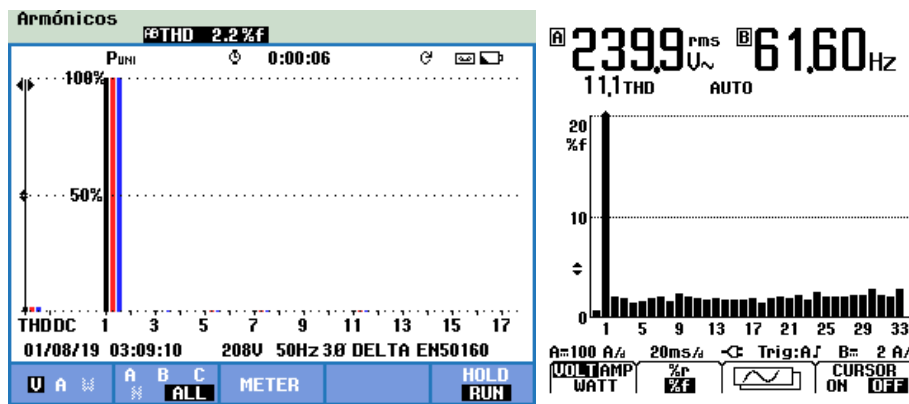 Armónicos
ABTHD 2.2%f
PUNI 0:00:06
100%
50%
THDDC 1 3 5 7 9 11 13 15 17
01/08/19 03:09:10 208V 50Hz 3.0' DELTA EN50160
V A W
A B C
N ALL
METER
HOLD
RUN
A 239,9 rms V~ B 61,60 Hz
11,1 THD AUTO
20
%f
10
0
1 5 9 13 17 21 25 29 33
A=100 A/d 20ms/d Trig:A B= 2 A/
VOLT AMP
WATT
%r
%f
CURSOR
ON OFF